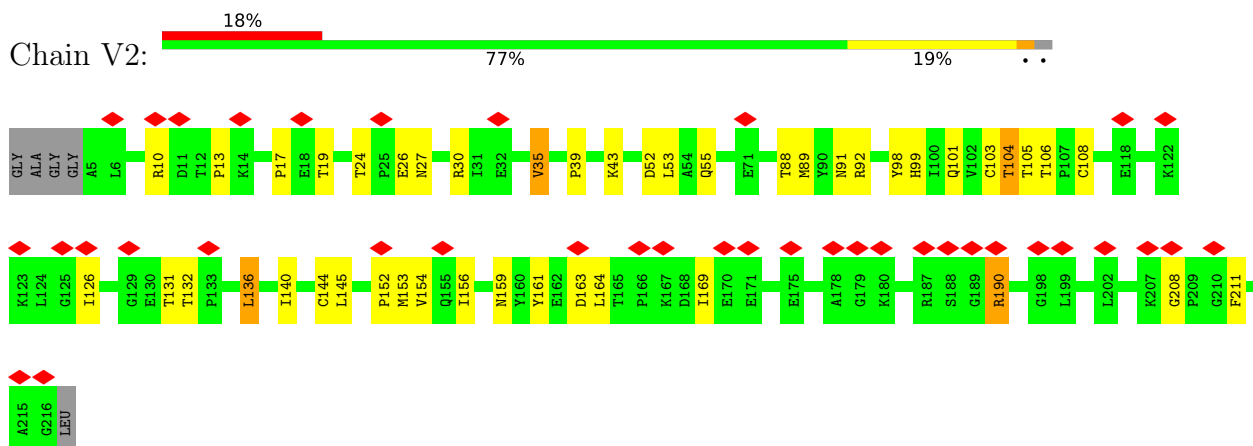 18%
Chain V2:
77% 19% • •
GLY ALA GLY GLY A5 L6 R10 D11 T12 P13 K14 P17 E18 T19 T24 P25 E26 N27 R30 I31 E32 V35 P39 K43 D52 L53 A54 Q55 E71 T88 M89 Y90 N91 R92 Y98 H99 I100 Q101 V102 C103 T104 T105 T106 P107 C108 E118 K122
K123 L124 G125 I126 G129 E130 T131 T132 P133 L136 I140 C144 L145 P152 M153 V154 Q155 I156 N159 Y160 Y161 E162 D163 L164 T165 P166 K167 D168 I169 E170 E171 E175 A178 G179 K180 R187 S188 G189 R190 G198 L199 L202 K207 G208 P209 G210 F211
A215 G216 LEU